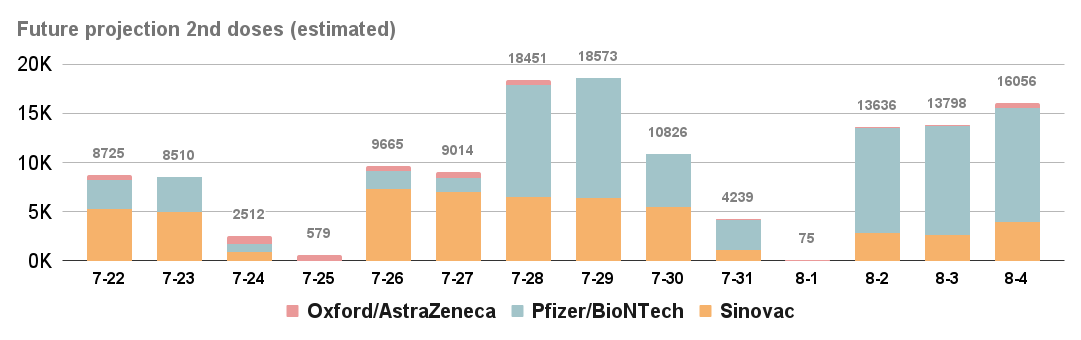 Future projection 2nd doses (estimated)
20K
15K
10K
5K
0K
8725
8510
2512
579
9665
9014
18451
18573
10826
4239
75
13636
13798
16056
7-22 7-23 7-24 7-25 7-26 7-27 7-28 7-29 7-30 7-31 8-1 8-2 8-3 8-4
Oxford/AstraZeneca Pfizer/BioNTech Sinovac